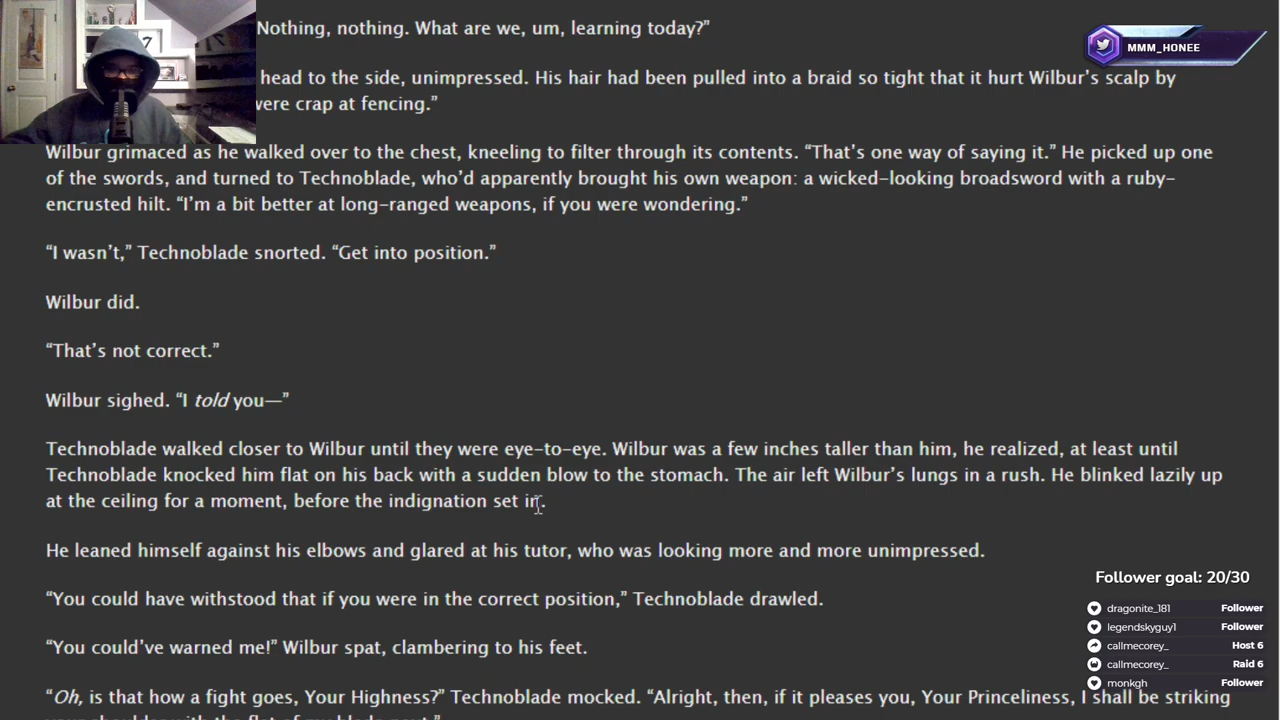 Nothing, nothing. What are we, um, learning today?”
head to the side, unimpressed. His hair had been pulled into a braid so tight that it hurt Wilbur’s scalp by
were crap at fencing.”
Wilbur grimaced as he walked over to the chest, kneeling to filter through its contents. “That’s one way of saying it.” He picked up one
of the swords, and turned to Technoblade, who’d apparently brought his own weapon: a wicked-looking broadsword with a ruby-
encrusted hilt. “I’m a bit better at long-ranged weapons, if you were wondering.”
“I wasn’t,” Technoblade snorted. “Get into position.”
Wilbur did.
“That’s not correct.”
Wilbur sighed. “I told you—”
Technoblade walked closer to Wilbur until they were eye-to-eye. Wilbur was a few inches taller than him, he realized, at least until
Technoblade knocked him flat on his back with a sudden blow to the stomach. The air left Wilbur’s lungs in a rush. He blinked lazily up
at the ceiling for a moment, before the indignation set in.
He leaned himself against his elbows and glared at his tutor, who was looking more and more unimpressed.
“You could have withstood that if you were in the correct position,” Technoblade drawled.
“You could’ve warned me!” Wilbur spat, clambering to his feet.
“Oh, is that how a fight goes, Your Highness?” Technoblade mocked. “Alright, then, if it pleases you, Your Princeliness, I shall be striking
your shoulder with the flat of my blade next.”
MMM_HONEE
Follower goal: 20/30
dragonite_181 Follower
legendskyguy1 Follower
callmecorey_ Host 6
callmecorey_ Raid 6
monkgh Follower